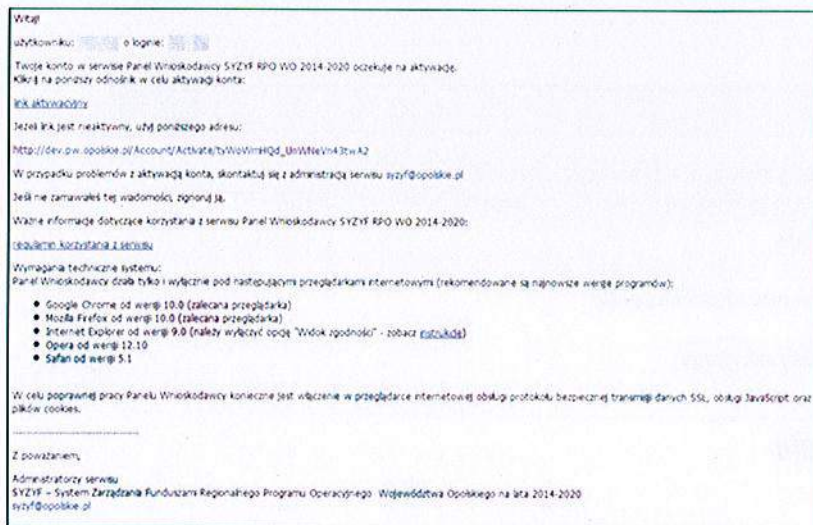 Witaj!
użytkowniku: o loginie:
Twoje konto w serwisie Panel Wnioskodawcy SYZYF RPO WO 2014-2020 oczekuje na aktywację.
Kliknij na poniższy odnośnik w celu aktywacji konta:
link aktywacyjny
Jeżeli link jest nieaktywny, użyj poniższego adresu:
http://dev.pw.opolskie.pl/Account/Activate/
W przypadku problemów z aktywacją konta, skontaktuj się z administracją serwisu syzyf@opolskie.pl
Jeśli nie zamawiałeś tej wiadomości, zignoruj ją.
Ważne informacje dotyczące korzystania z serwisu Panel Wnioskodawcy SYZYF RPO WO 2014-2020:
regulamin korzystania z serwisu
Wymagania techniczne systemu:
Panel Wnioskodawcy działa tylko i wyłącznie pod następującymi przeglądarkami internetowymi (rekomendowane są najnowsze wersje programów):
• Google Chrome od wersji 10.0 (zalecana przeglądarka)
• Mozilla Firefox od wersji 10.0 (zalecana przeglądarka)
• Internet Explorer od wersji 9.0 (należy wyłączyć opcję "Widok zgodności" - zobacz instrukcję)
• Opera od wersji 12.10
• Safari od wersji 5.1
W celu poprawnej pracy Panelu Wnioskodawcy konieczne jest włączenie w przeglądarce internetowej obsługi protokołu bezpiecznej transmisji danych SSL, obsługi JavaScript oraz
plików cookies.
Z poważaniem,
Administratorzy serwisu
SYZYF – System Zarządzania Funduszami Regionalnego Programu Operacyjnego Województwa Opolskiego na lata 2014-2020
syzyf@opolskie.pl